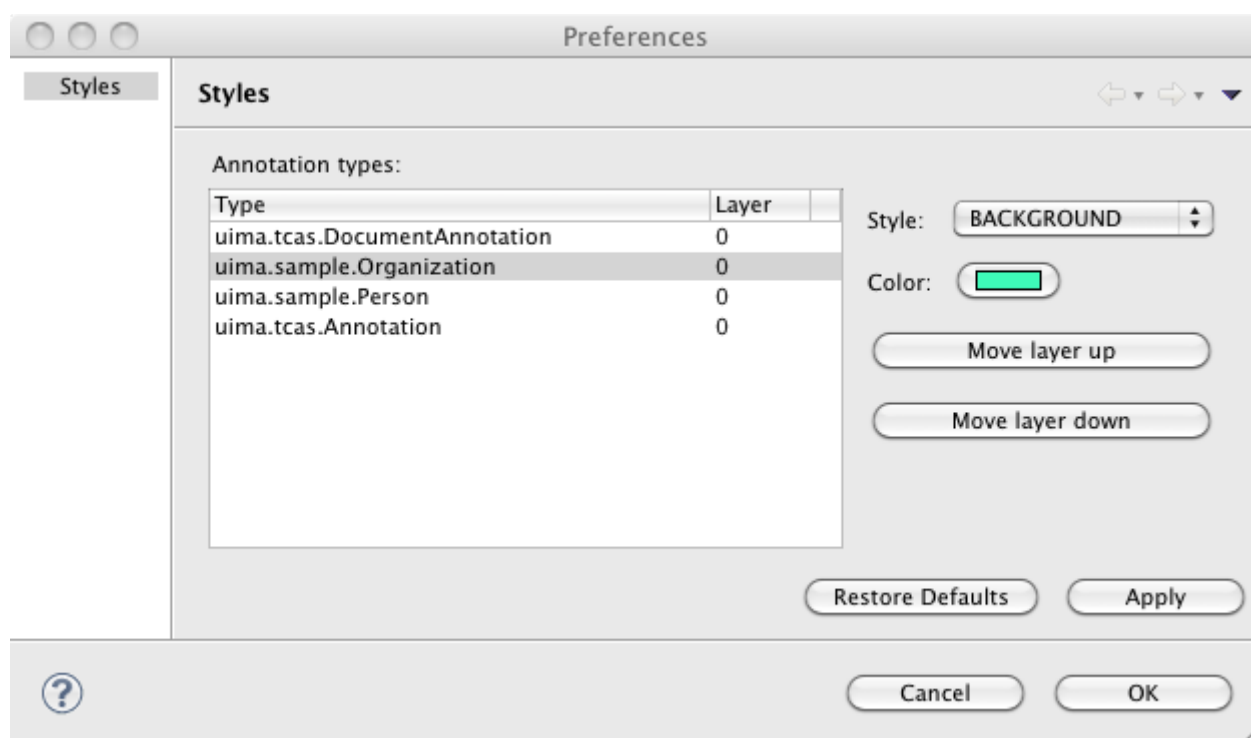 Preferences
Styles
Styles
Annotation types:
Type Layer
uima.tcas.DocumentAnnotation 0
uima.sample.Organization 0
uima.sample.Person 0
uima.tcas.Annotation 0
Style: BACKGROUND
Color:
Move layer up
Move layer down
Restore Defaults Apply
? Cancel OK